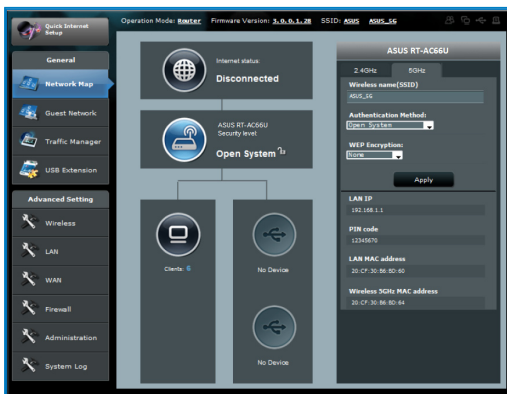 Quick Internet
Setup
Operation Mode: Router Firmware Version: 3.0.0.1.28 SSID: ASUS ASUS_5G
General
Network Map
Guest Network
Traffic Manager
USB Extension
Advanced Setting
Wireless
LAN
WAN
Firewall
Administration
System Log
Internet status:
Disconnected
ASUS RT-AC66U
Security level:
Open System
Clients: 6
No Device
No Device
ASUS RT-AC66U
2.4GHz 5GHz
Wireless name(SSID)
ASUS_5G
Authentication Method:
Open System
WEP Encryption:
None
Apply
LAN IP
192.168.1.1
PIN code
12345670
LAN MAC address
20:CF:30:B6:BD:60
Wireless 5GHz MAC address
20:CF:30:B6:BD:64